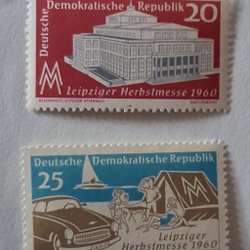 Deutsche
Demokratische Republik
20
MM
Leipziger Herbstmesse 1960
Deutsche Demokratische Republik
25
MM
Leipziger
Herbstmesse
1960